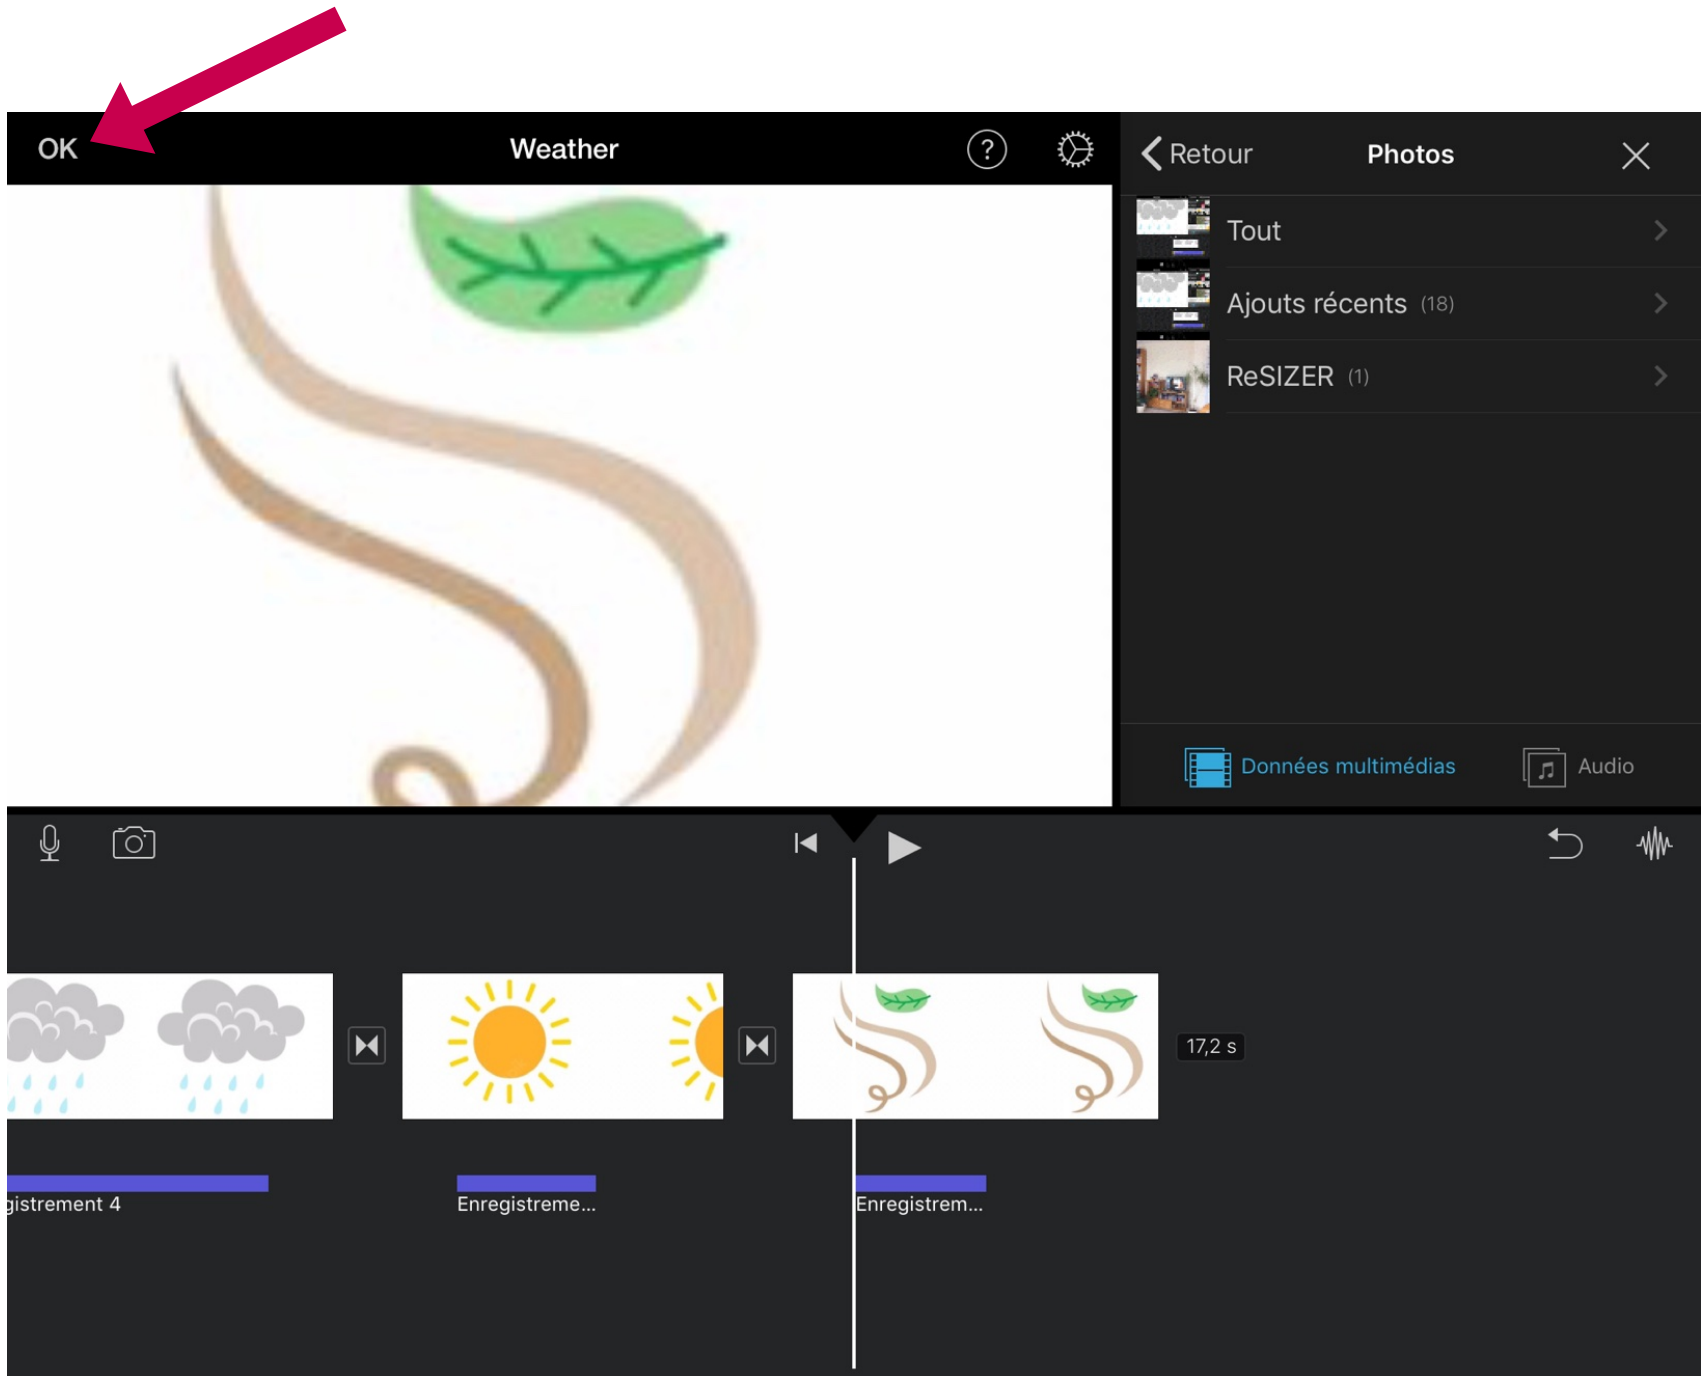 OK
Weather
?
Retour
Photos
Tout
Ajouts récents (18)
ReSIZER (1)
Données multimédias
Audio
17,2 s
gistrement 4
Enregistreme...
Enregistrem...